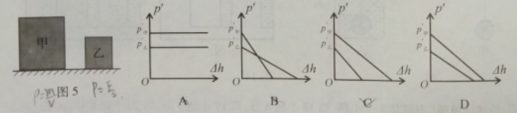 甲 乙
图 5
p′ p′ p′ p′
p甲 p甲 p甲 p甲
p乙 p乙 p乙 p乙
O Δh O Δh O Δh O Δh
A B C D